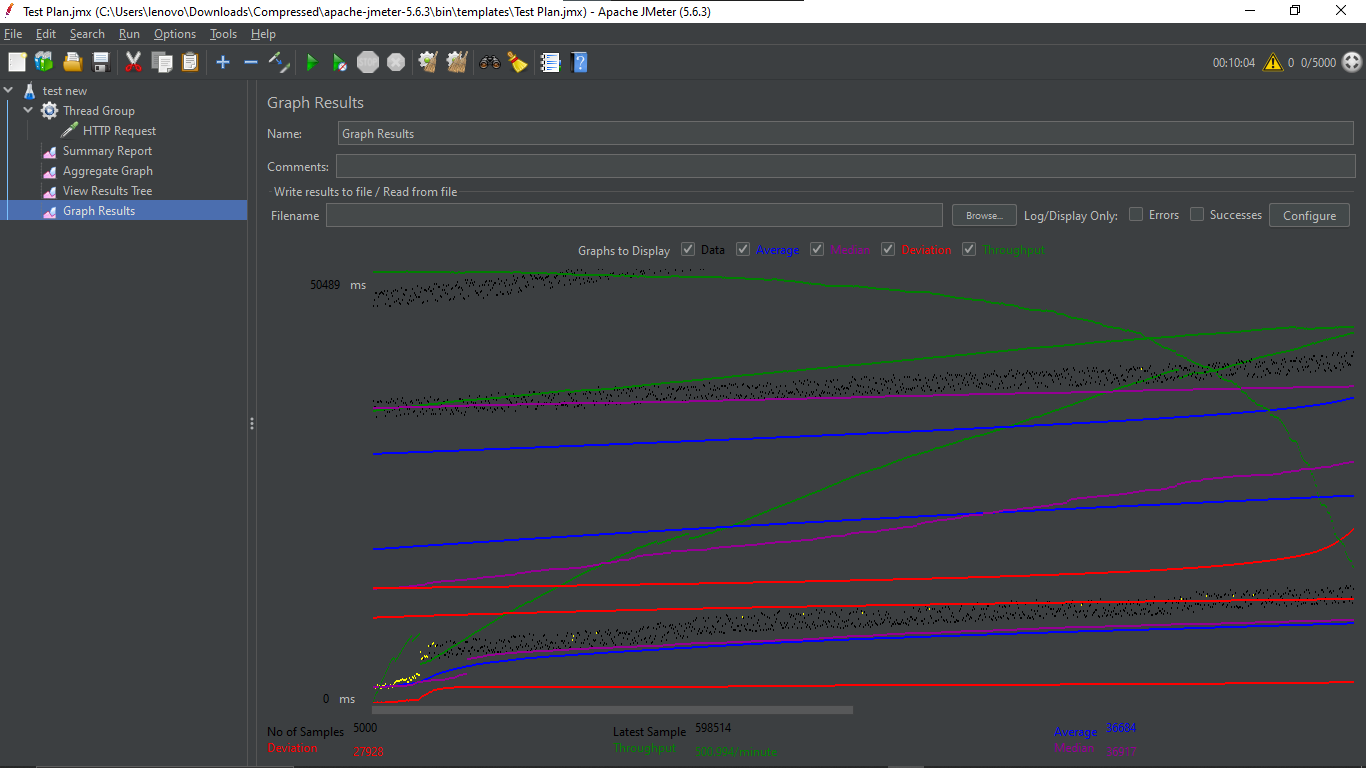 Test Plan.jmx (C:\Users\lenovo\Downloads\Compressed\apache-jmeter-5.6.3\bin\templates\Test Plan.jmx) - Apache JMeter (5.6.3)
File Edit Search Run Options Tools Help
STOP 00:10:04 0 0/5000
test new
Thread Group
HTTP Request
Summary Report
Aggregate Graph
View Results Tree
Graph Results
Graph Results
Name: Graph Results
Comments:
Write results to file / Read from file
Filename Browse... Log/Display Only: Errors Successes Configure
Graphs to Display Data Average Median Deviation Throughput
50489 ms
0 ms
No of Samples 5000 Latest Sample 598514 Average 36684
Deviation 27928 Throughput 500.994/minute Median